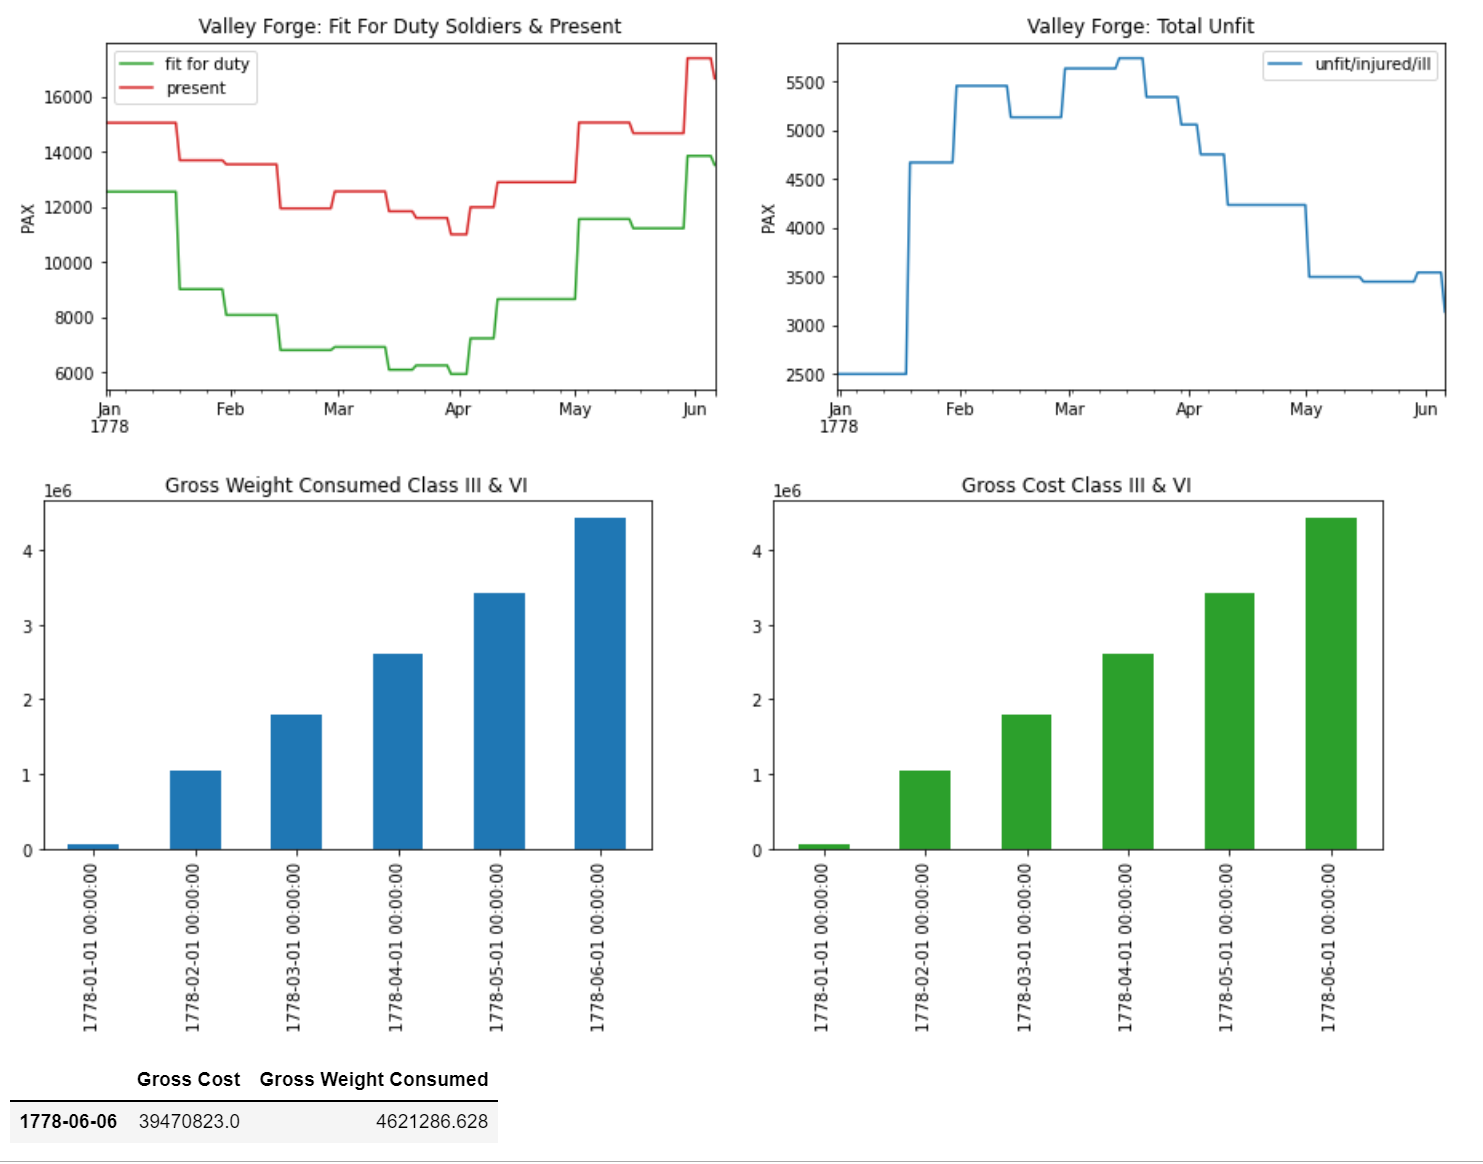 Valley Forge: Fit For Duty Soldiers & Present
fit for duty
present
PAX
16000
14000
12000
10000
8000
6000
Jan
1778
Feb
Mar
Apr
May
Jun
Valley Forge: Total Unfit
unfit/injured/ill
PAX
5500
5000
4500
4000
3500
3000
2500
Jan
1778
Feb
Mar
Apr
May
Jun
Gross Weight Consumed Class III & VI
1e6
4
3
2
1
0
1778-01-01 00:00:00
1778-02-01 00:00:00
1778-03-01 00:00:00
1778-04-01 00:00:00
1778-05-01 00:00:00
1778-06-01 00:00:00
Gross Cost Class III & VI
1e6
4
3
2
1
0
1778-01-01 00:00:00
1778-02-01 00:00:00
1778-03-01 00:00:00
1778-04-01 00:00:00
1778-05-01 00:00:00
1778-06-01 00:00:00
Gross Cost Gross Weight Consumed
1778-06-06 39470823.0 4621286.628